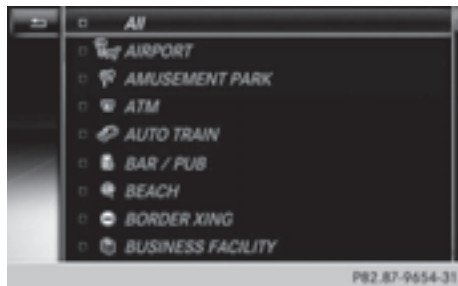 All
AIRPORT
AMUSEMENT PARK
ATM
AUTO TRAIN
BAR / PUB
BEACH
BORDER XING
BUSINESS FACILITY
P82.87-9654-31